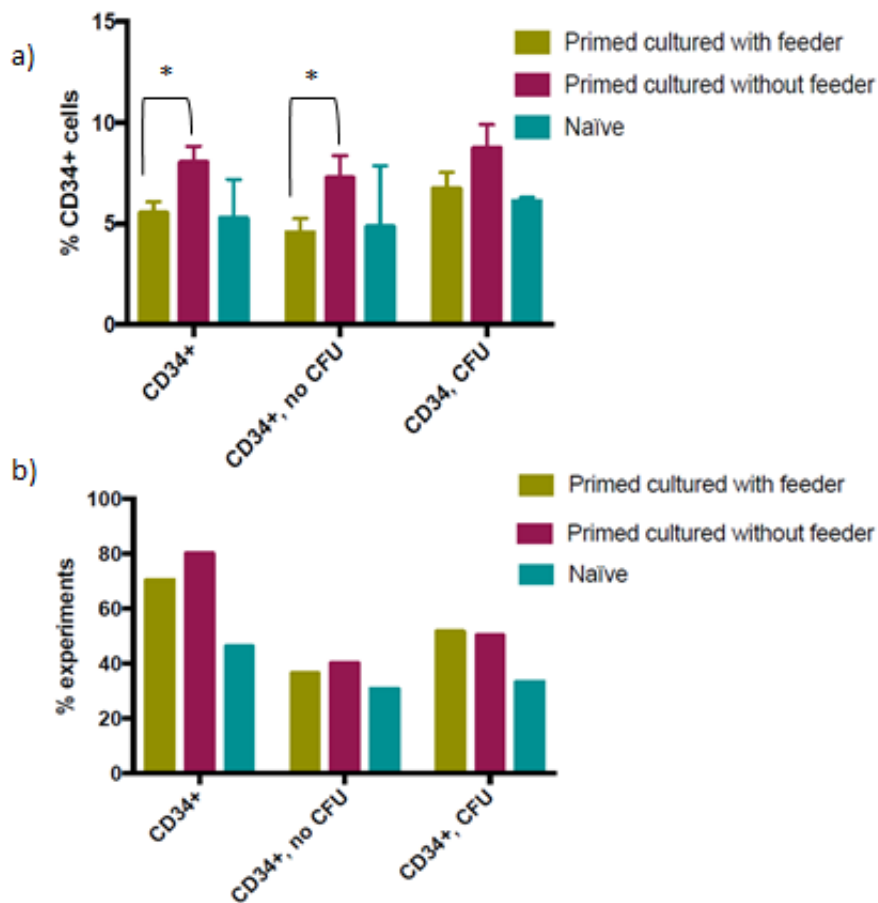 a)
% CD34+ cells
15
10
5
0
* *
CD34+
CD34+, no CFU
CD34, CFU
Primed cultured with feeder
Primed cultured without feeder
Naïve
b)
% experiments
100
80
60
40
20
0
CD34+
CD34+, no CFU
CD34+, CFU
Primed cultured with feeder
Primed cultured without feeder
Naïve